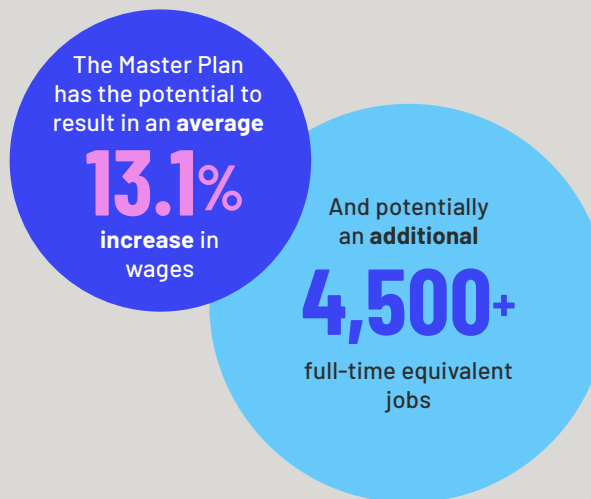 The Master Plan
has the potential to
result in an average
13.1%
increase in
wages
And potentially
an additional
4,500+
full-time equivalent
jobs